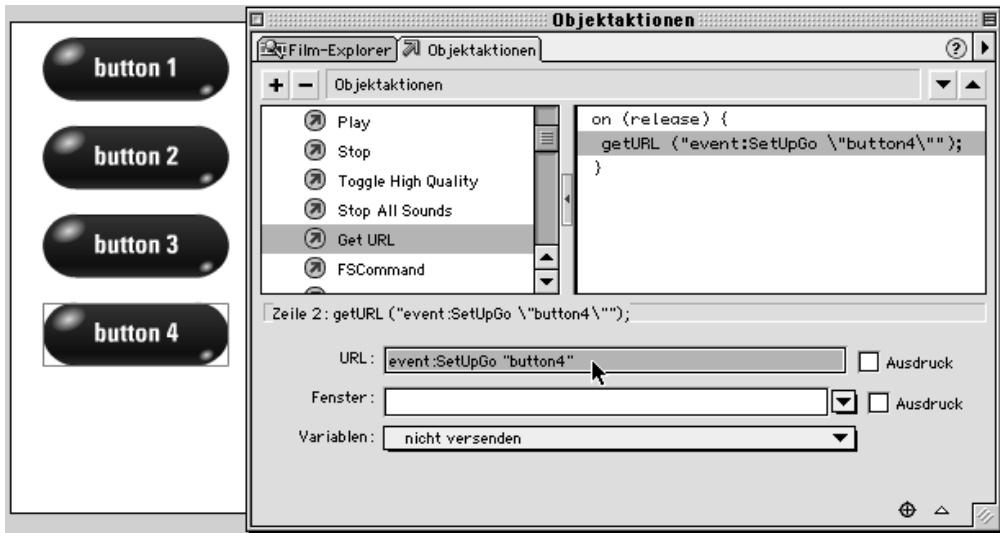 button 1
button 2
button 3
button 4
Objektaktionen
Film-Explorer
Objektaktionen
?
+ − Objektaktionen
Play
Stop
Toggle High Quality
Stop All Sounds
Get URL
FSCommand
on (release) {
getURL ("event:SetUpGo \"button4\"");
}
Zeile 2: getURL ("event:SetUpGo \"button4\"");
URL: event:SetUpGo "button4" Ausdruck
Fenster: Ausdruck
Variablen: nicht versenden